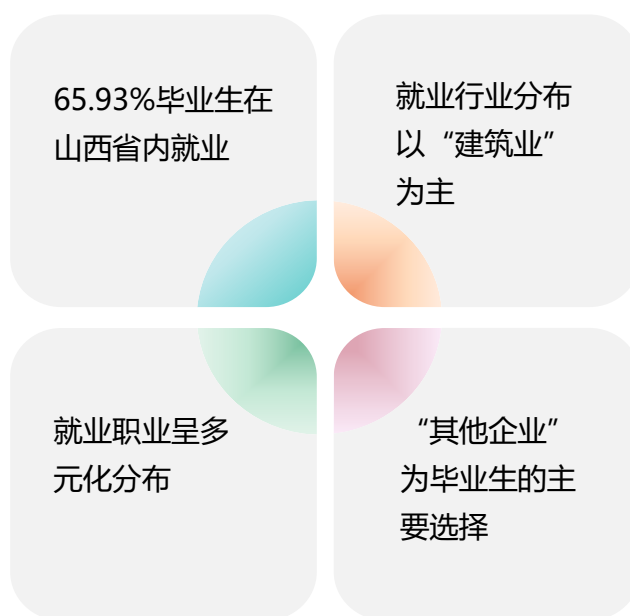 65.93%毕业生在
山西省内就业
就业行业分布
以“建筑业”
为主
就业职业呈多
元化分布
“其他企业”
为毕业生的主
要选择